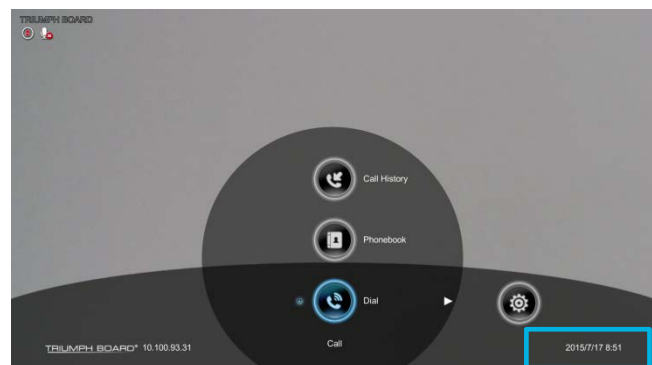 TRIUMPH BOARD
Call History
Phonebook
Dial
Call
TRIUMPH BOARD® 10.100.93.31
2015/7/17 8:51